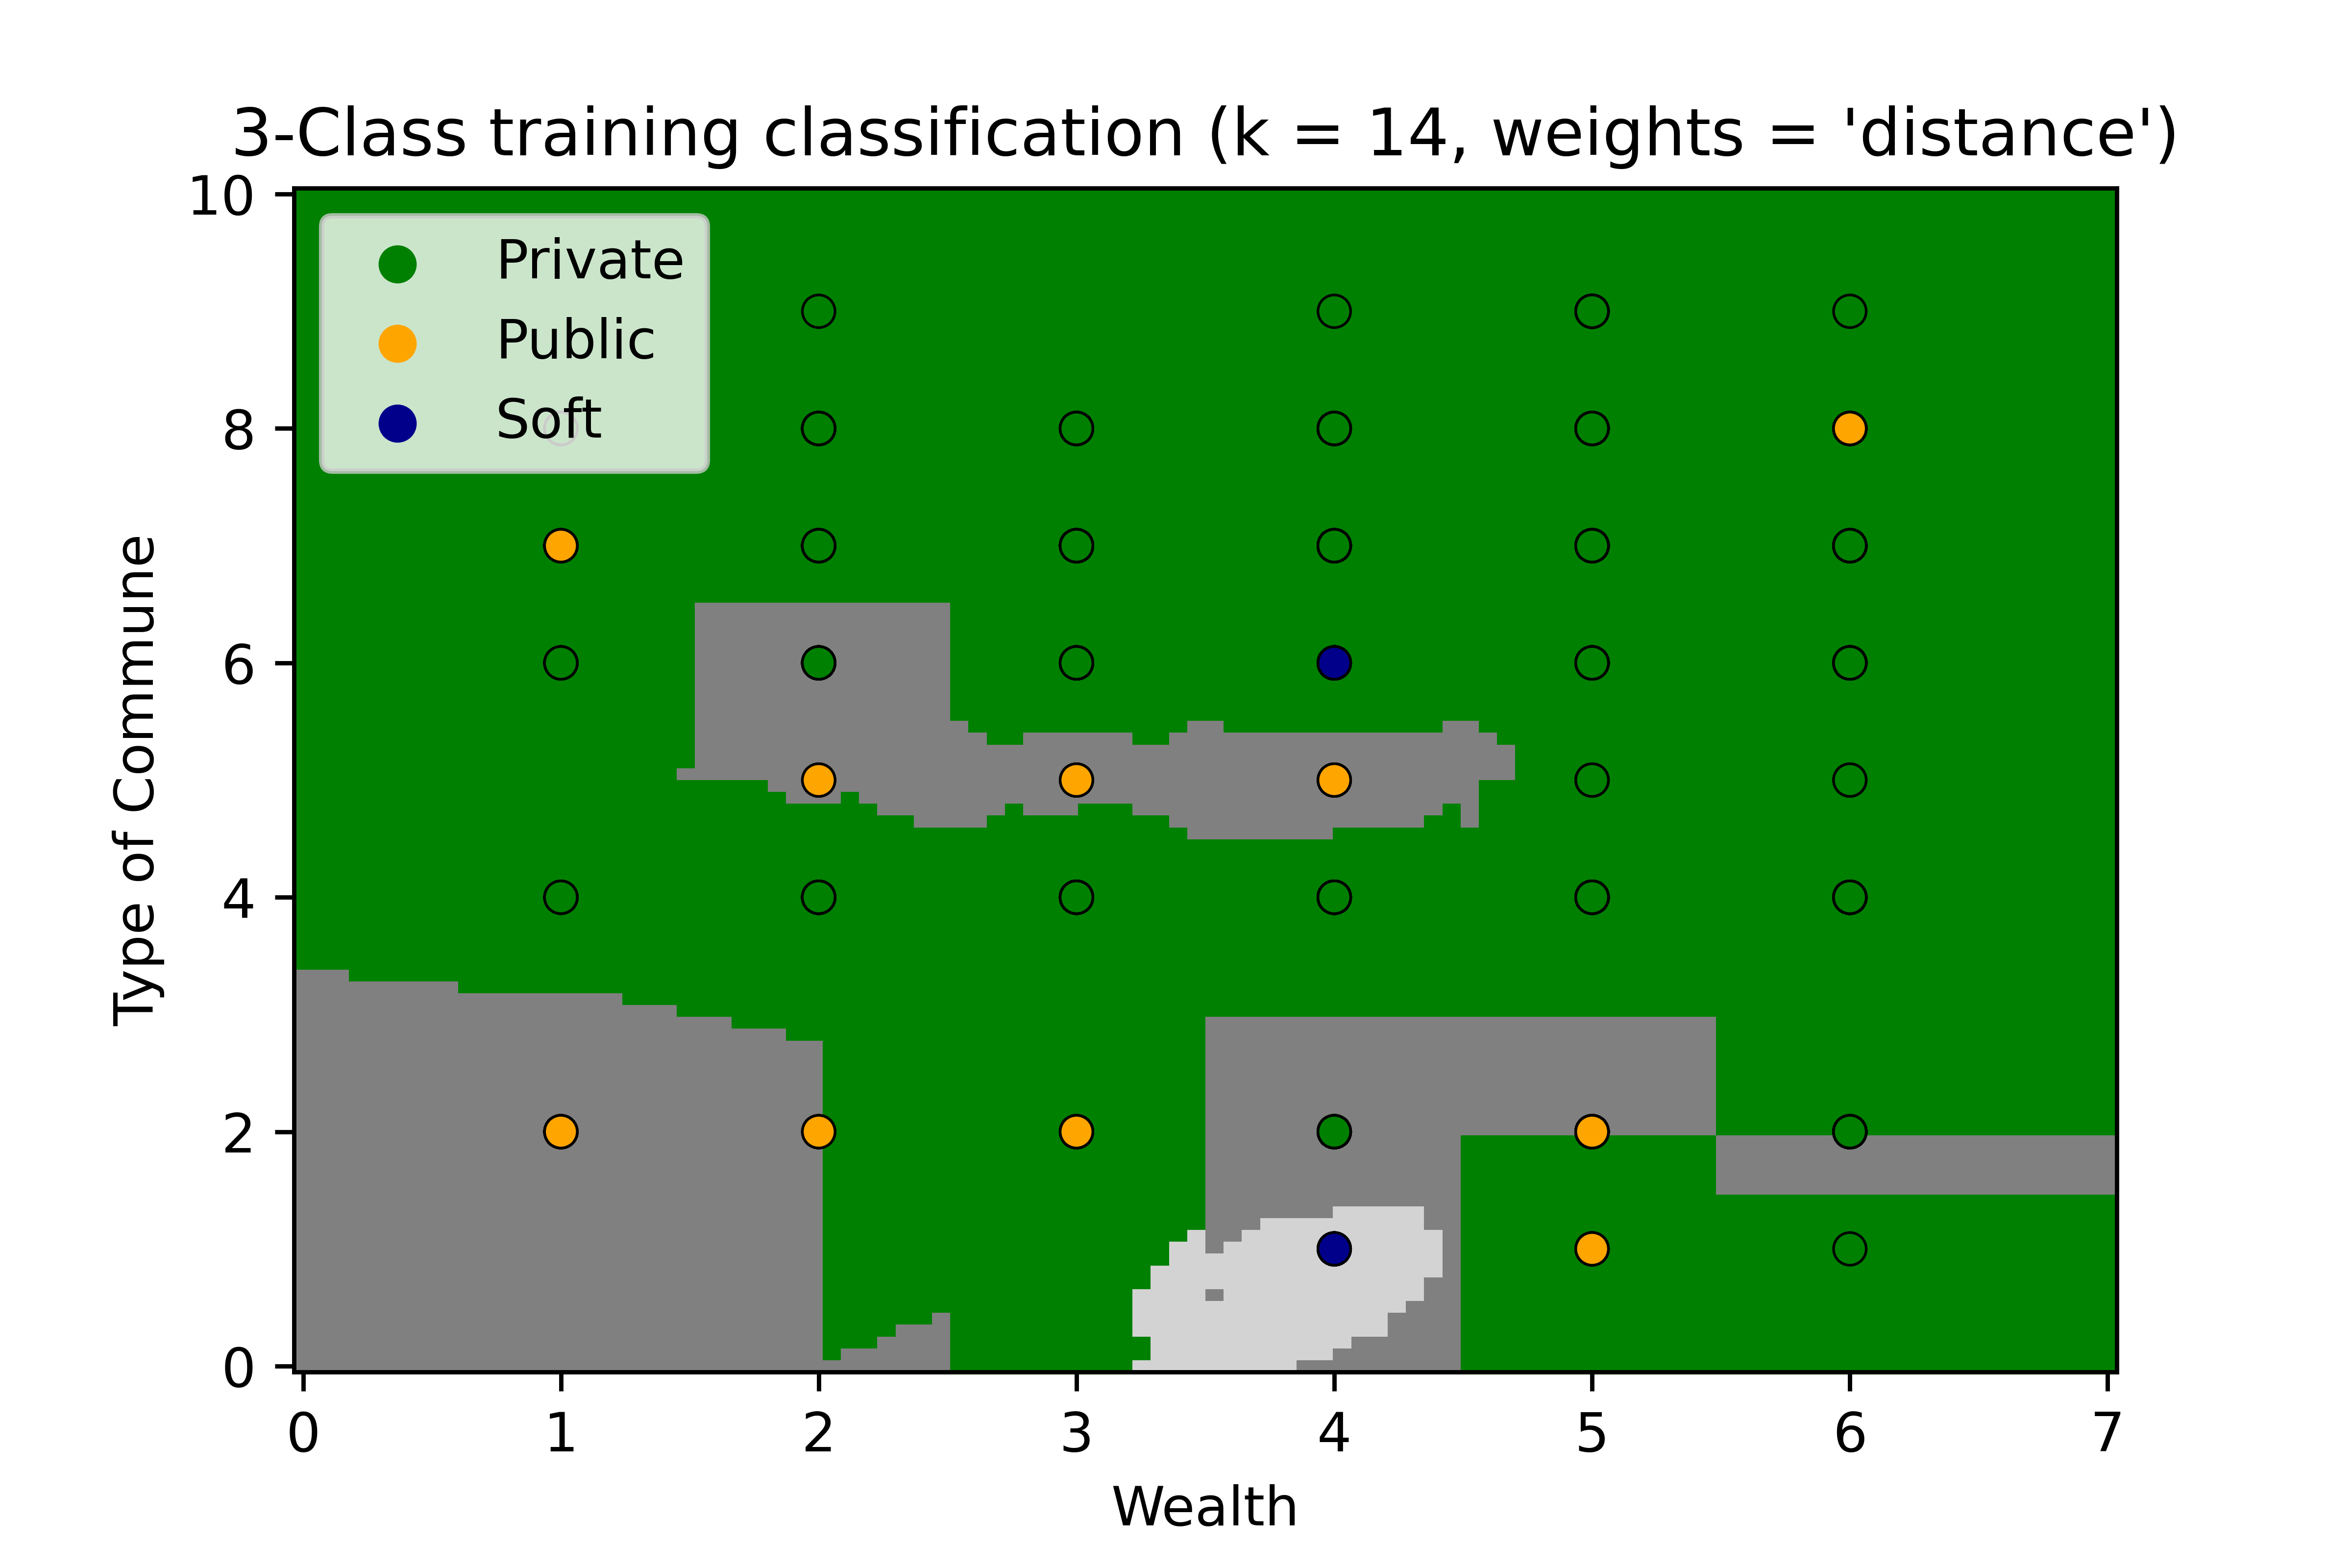 3-Class training classification (k = 14, weights = 'distance')
10
8
6
4
2
0
Type of Commune
Private
Public
Soft
0 1 2 3 4 5 6 7
Wealth